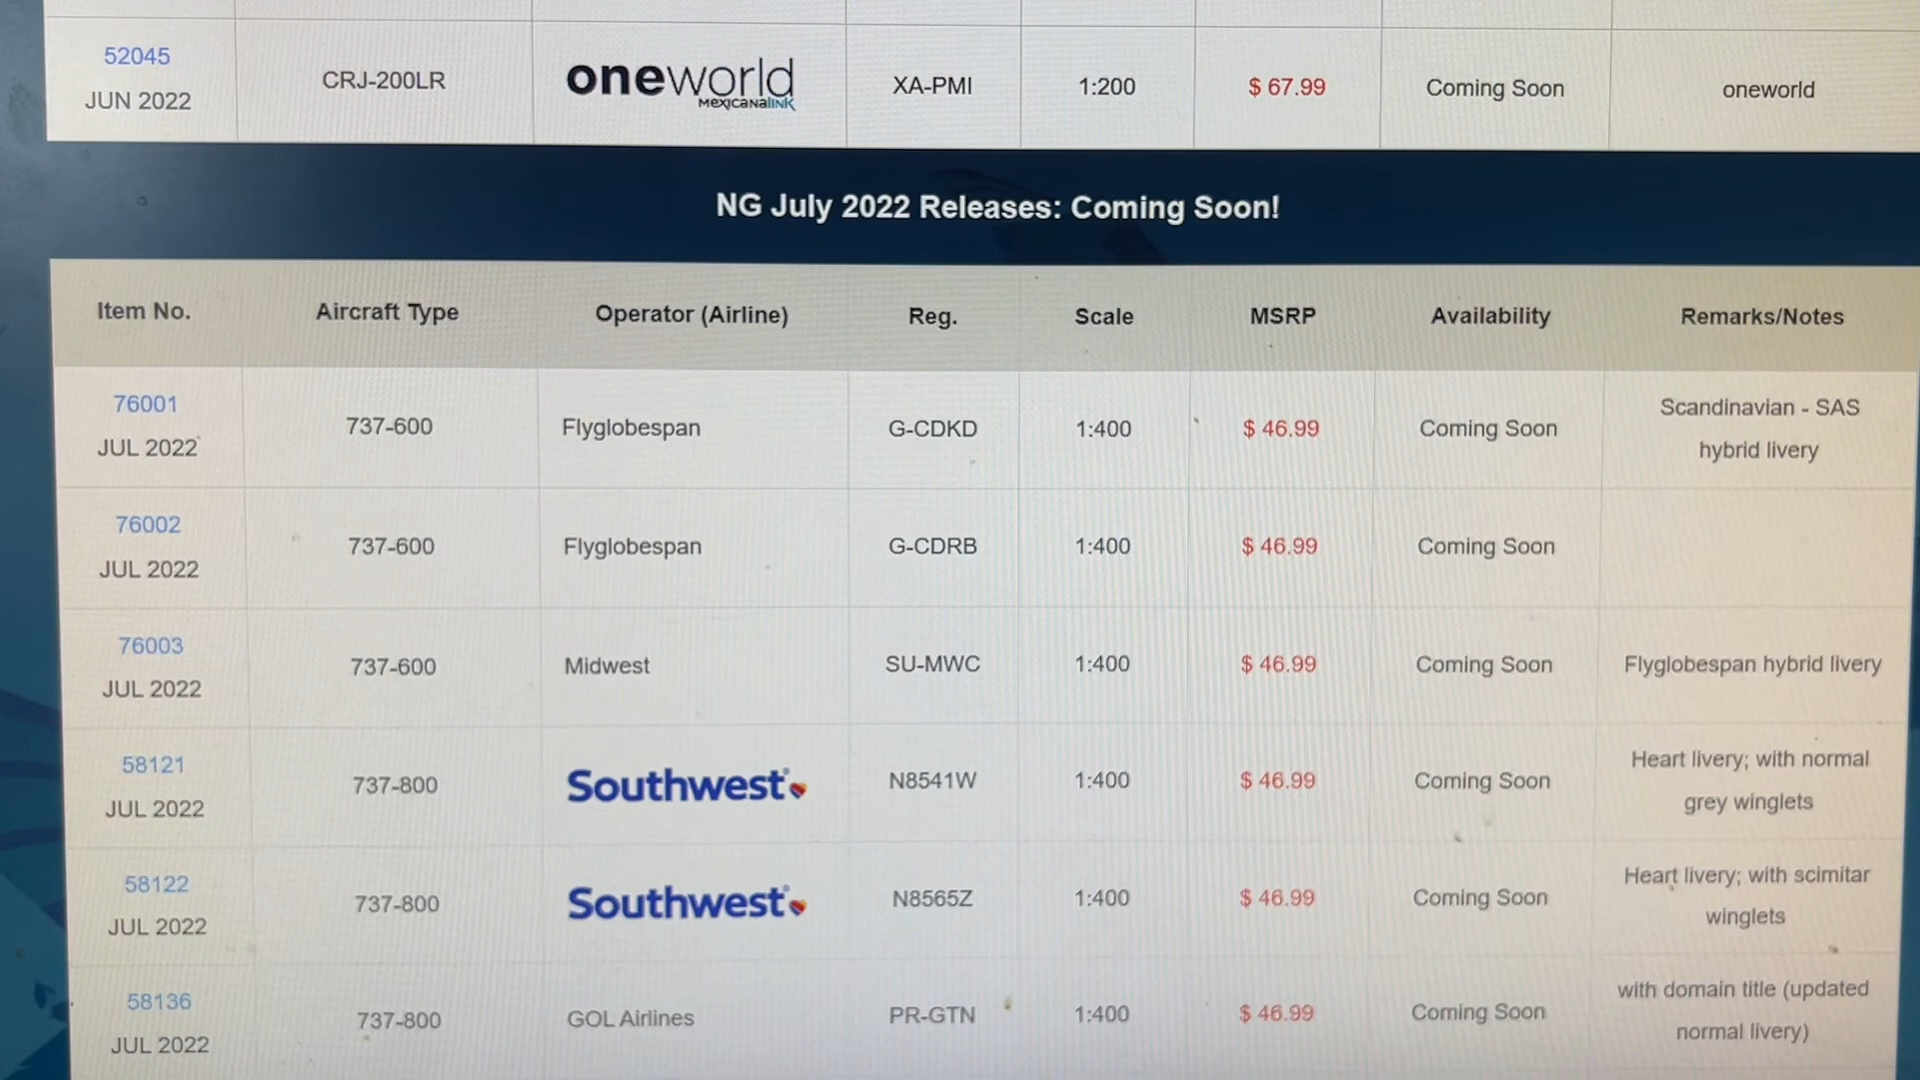 52045
JUN 2022
CRJ-200LR
oneworld
mexicanalink
XA-PMI
1:200
$ 67.99
Coming Soon
oneworld
NG July 2022 Releases: Coming Soon!
Item No. Aircraft Type Operator (Airline) Reg. Scale MSRP Availability Remarks/Notes
76001
JUL 2022
737-600
Flyglobespan
G-CDKD
1:400
$ 46.99
Coming Soon
Scandinavian - SAS
hybrid livery
76002
JUL 2022
737-600
Flyglobespan
G-CDRB
1:400
$ 46.99
Coming Soon
76003
JUL 2022
737-600
Midwest
SU-MWC
1:400
$ 46.99
Coming Soon
Flyglobespan hybrid livery
58121
JUL 2022
737-800
Southwest
N8541W
1:400
$ 46.99
Coming Soon
Heart livery; with normal
grey winglets
58122
JUL 2022
737-800
Southwest
N8565Z
1:400
$ 46.99
Coming Soon
Heart livery; with scimitar
winglets
58136
JUL 2022
737-800
GOL Airlines
PR-GTN
1:400
$ 46.99
Coming Soon
with domain title (updated
normal livery)